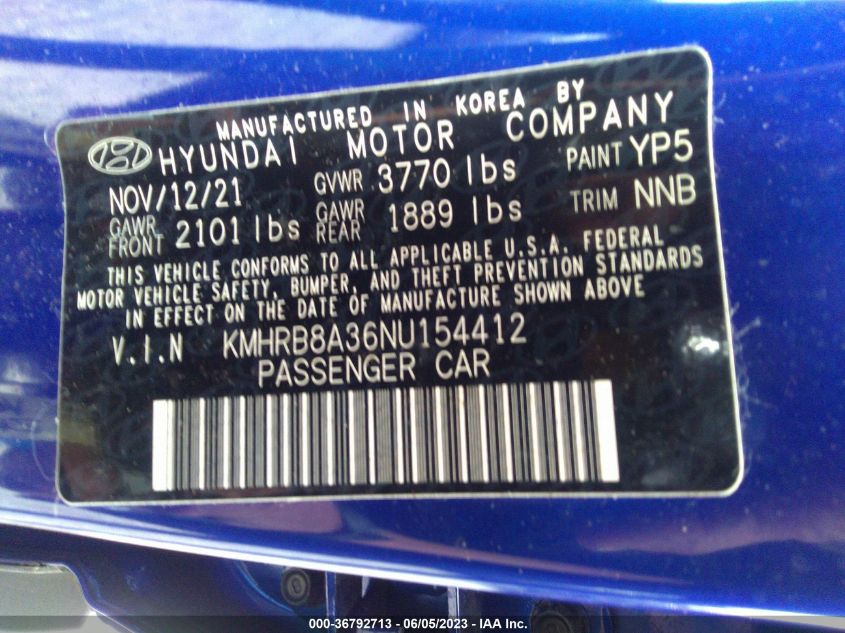 MANUFACTURED IN KOREA BY
HYUNDAI MOTOR COMPANY
NOV/12/21 GVWR 3770 lbs PAINT YP5
GAWR FRONT 2101 lbs GAWR REAR 1889 lbs TRIM NNB
THIS VEHICLE CONFORMS TO ALL APPLICABLE U.S.A. FEDERAL
MOTOR VEHICLE SAFETY, BUMPER, AND THEFT PREVENTION STANDARDS
IN EFFECT ON THE DATE OF MANUFACTURE SHOWN ABOVE
V.I.N KMHRB8A36NU154412
PASSENGER CAR
000-36792713 - 06/05/2023 - IAA Inc.